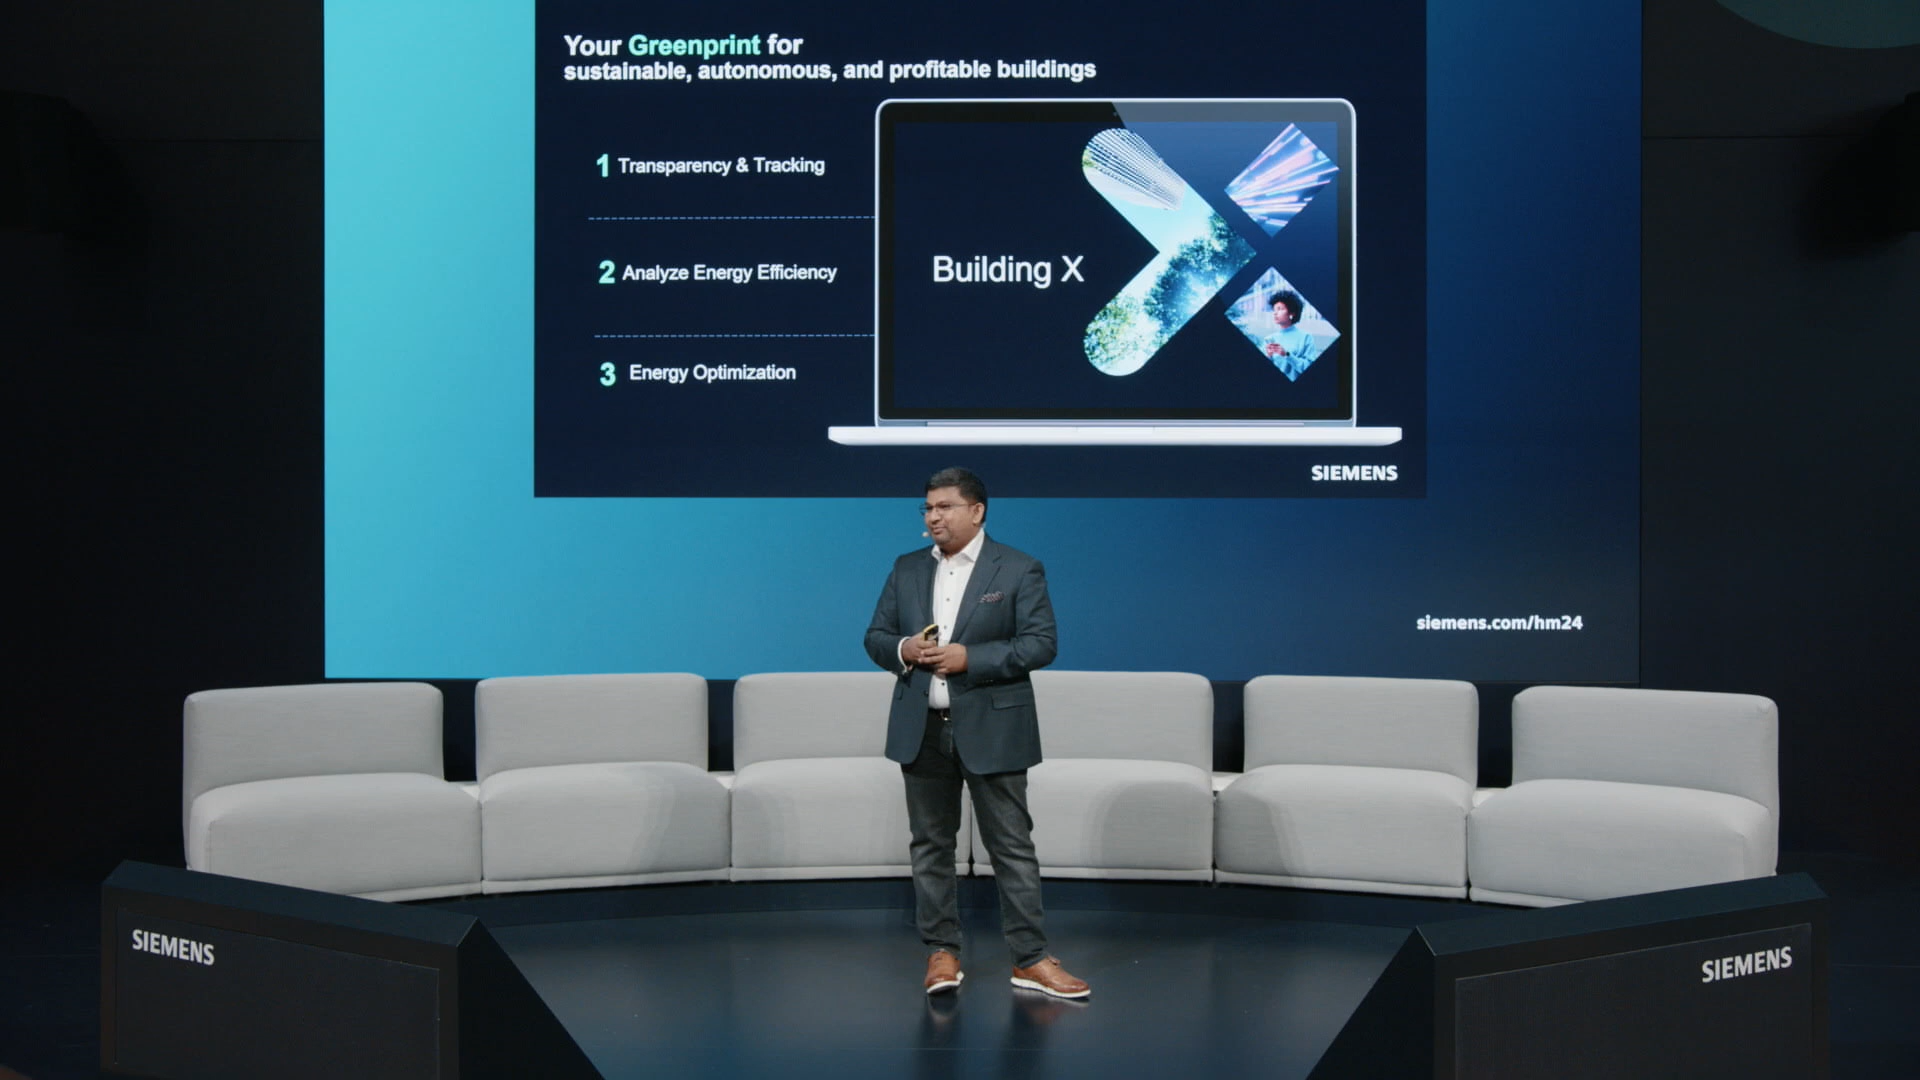 Your Greenprint for
sustainable, autonomous, and profitable buildings
1 Transparency & Tracking
2 Analyze Energy Efficiency
3 Energy Optimization
Building X
SIEMENS
siemens.com/hm24
SIEMENS
SIEMENS